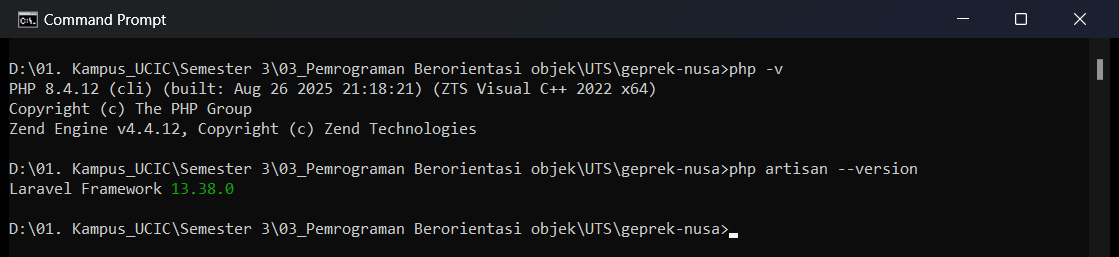 Command Prompt
D:\01. Kampus_UCIC\Semester 3\03_Pemrograman Berorientasi objek\UTS\geprek-nusa>php -v
PHP 8.4.12 (cli) (built: Aug 26 2025 21:18:21) (ZTS Visual C++ 2022 x64)
Copyright (c) The PHP Group
Zend Engine v4.4.12, Copyright (c) Zend Technologies
D:\01. Kampus_UCIC\Semester 3\03_Pemrograman Berorientasi objek\UTS\geprek-nusa>php artisan --version
Laravel Framework 13.38.0
D:\01. Kampus_UCIC\Semester 3\03_Pemrograman Berorientasi objek\UTS\geprek-nusa>